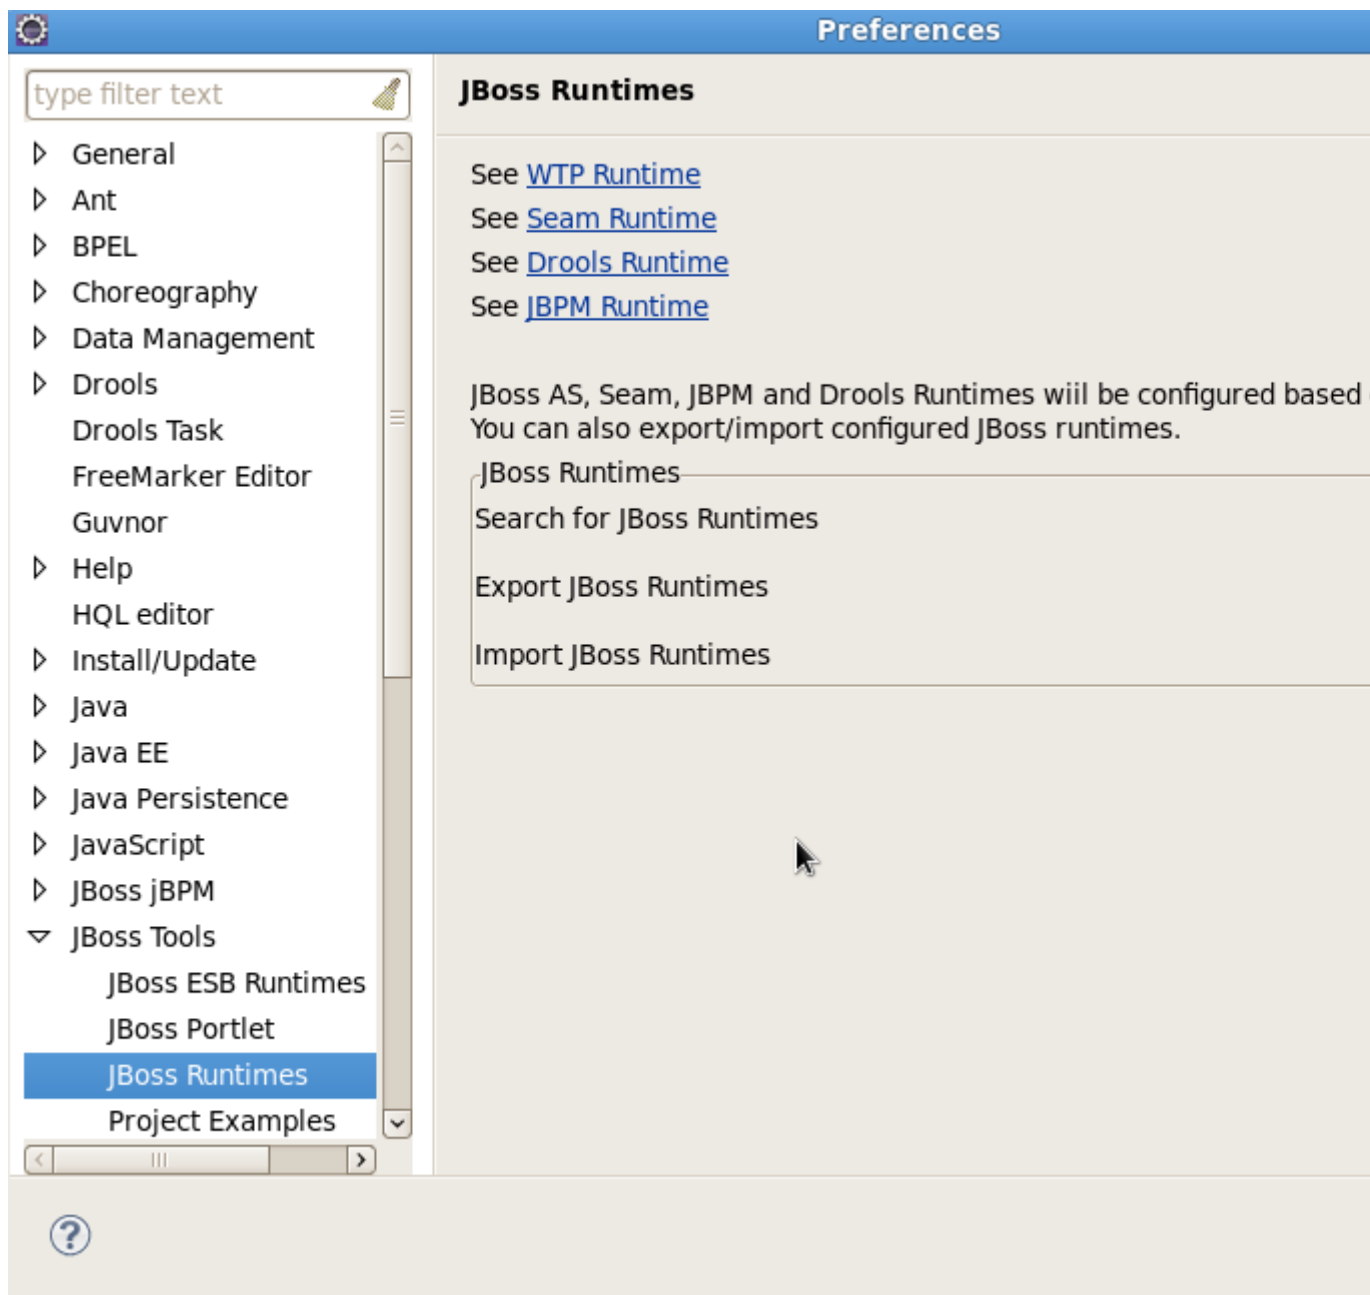 Preferences
type filter text
General
Ant
BPEL
Choreography
Data Management
Drools
Drools Task
FreeMarker Editor
Guvnor
Help
HQL editor
Install/Update
Java
Java EE
Java Persistence
JavaScript
JBoss jBPM
JBoss Tools
JBoss ESB Runtimes
JBoss Portlet
JBoss Runtimes
Project Examples
JBoss Runtimes
See WTP Runtime
See Seam Runtime
See Drools Runtime
See JBPM Runtime
JBoss AS, Seam, JBPM and Drools Runtimes wiil be configured based
You can also export/import configured JBoss runtimes.
JBoss Runtimes
Search for JBoss Runtimes
Export JBoss Runtimes
Import JBoss Runtimes
?